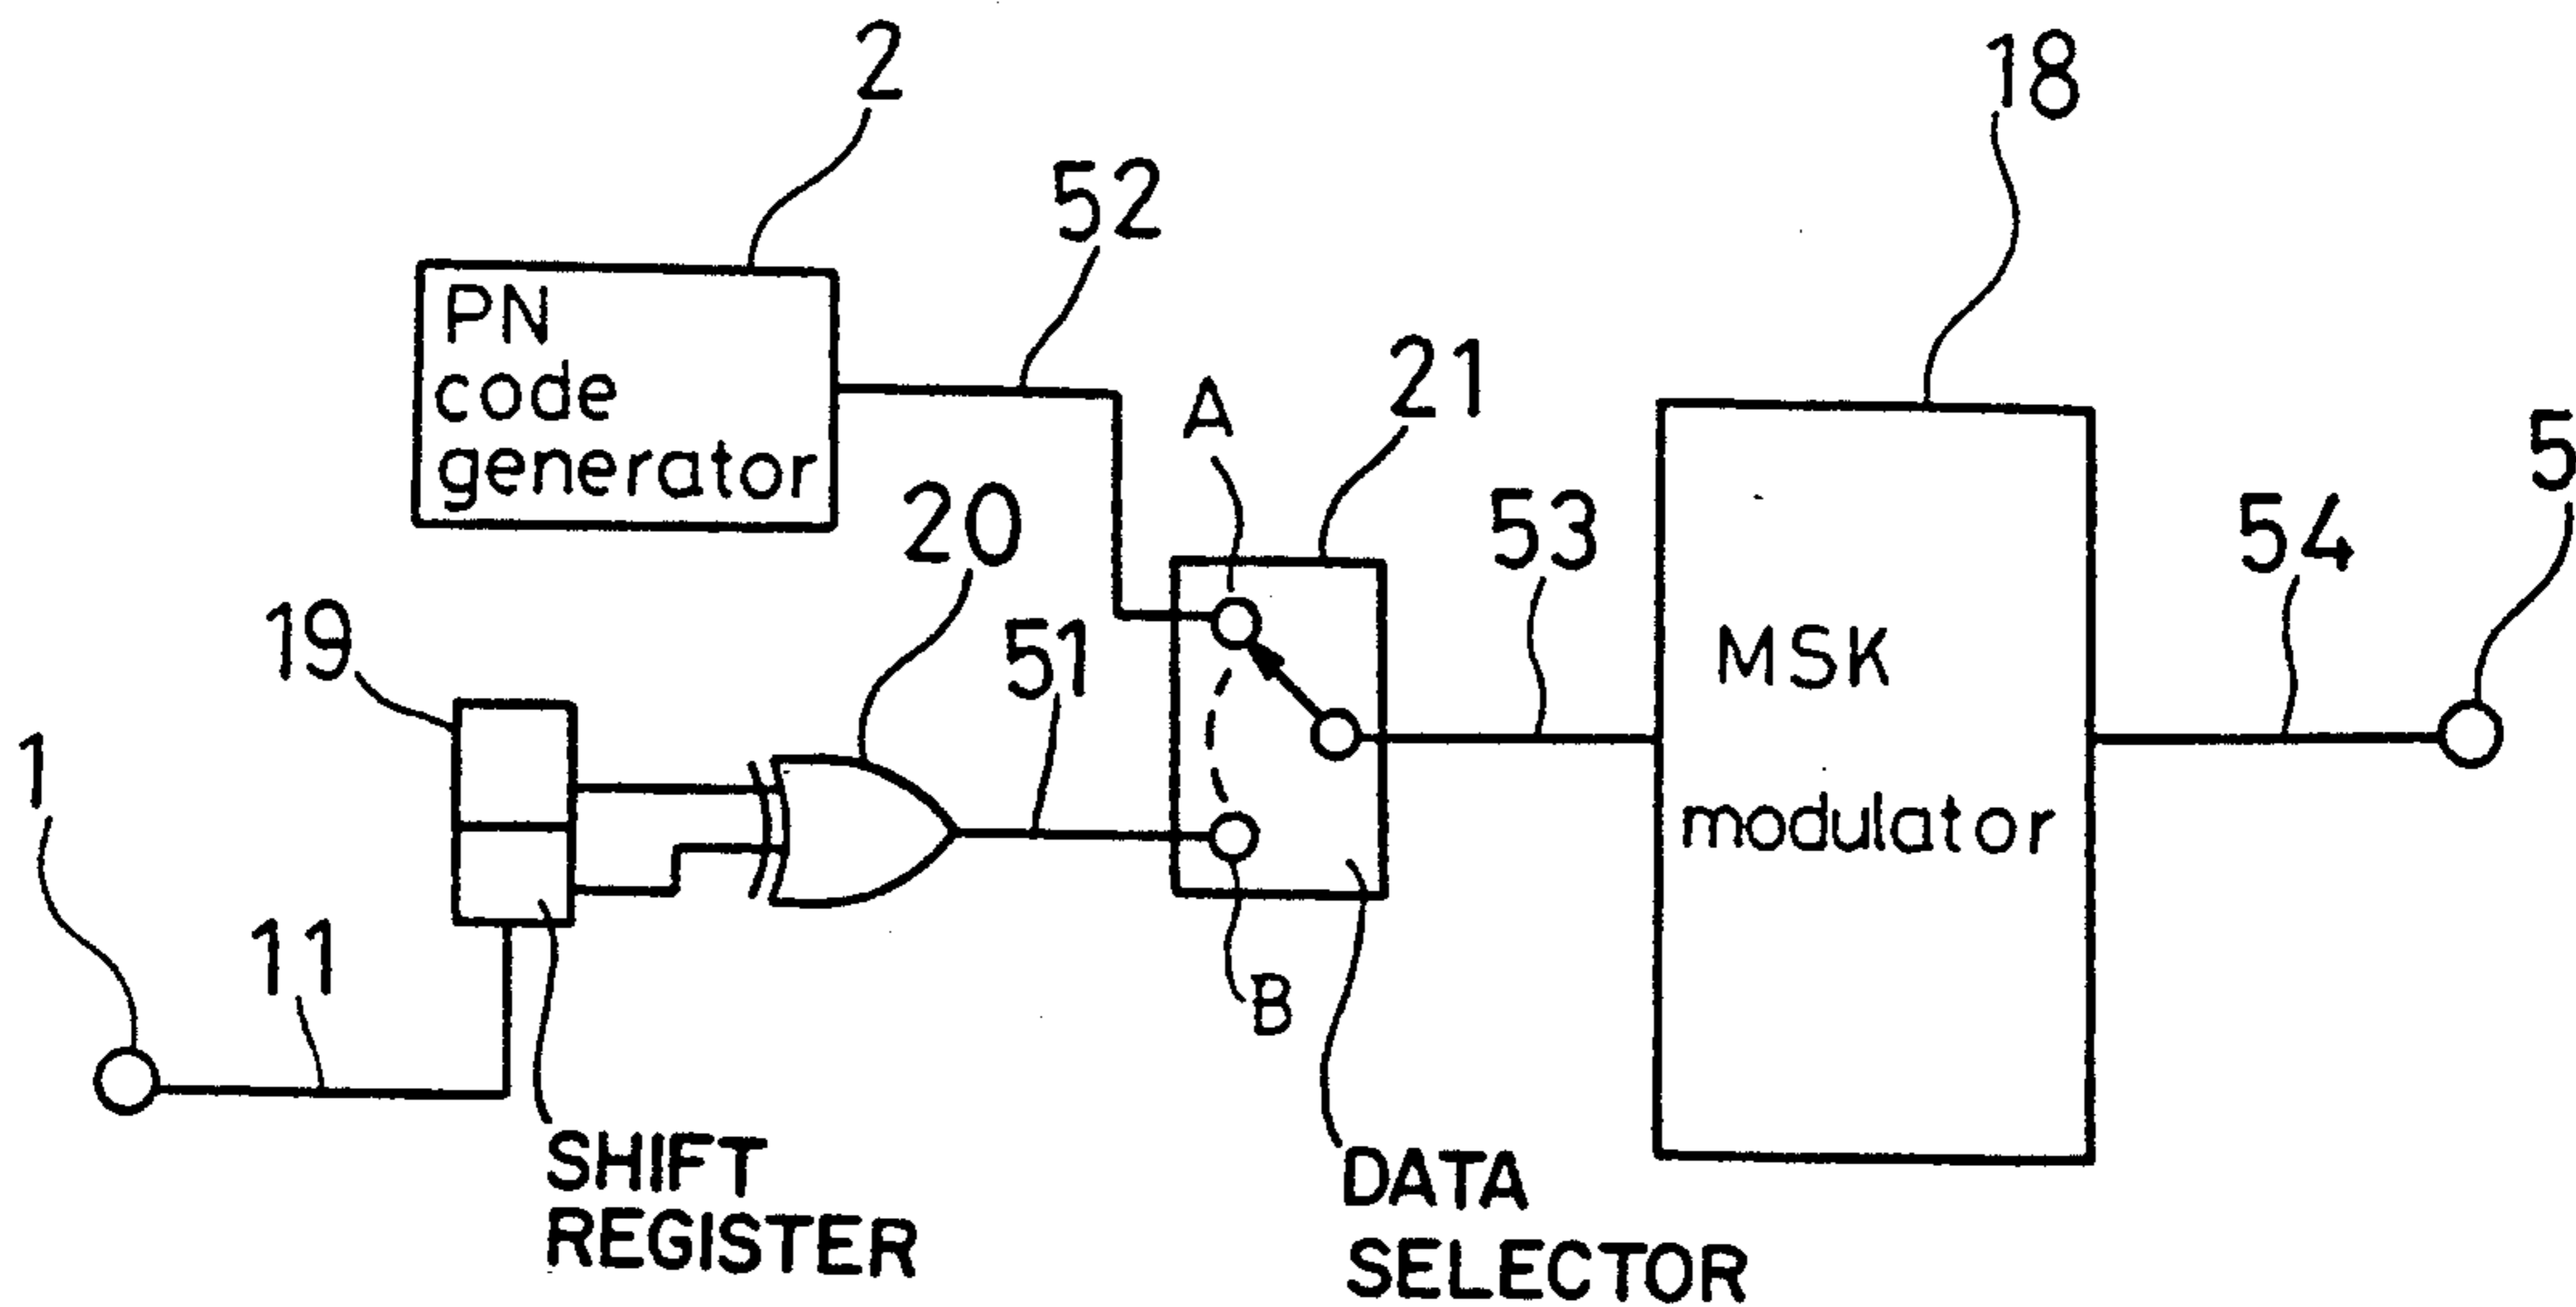 2
18
52
PN
code
generator
A
21
5
20
53
54
19
51
1
MSK
modulator
11
B
SHIFT
REGISTER
DATA
SELECTOR